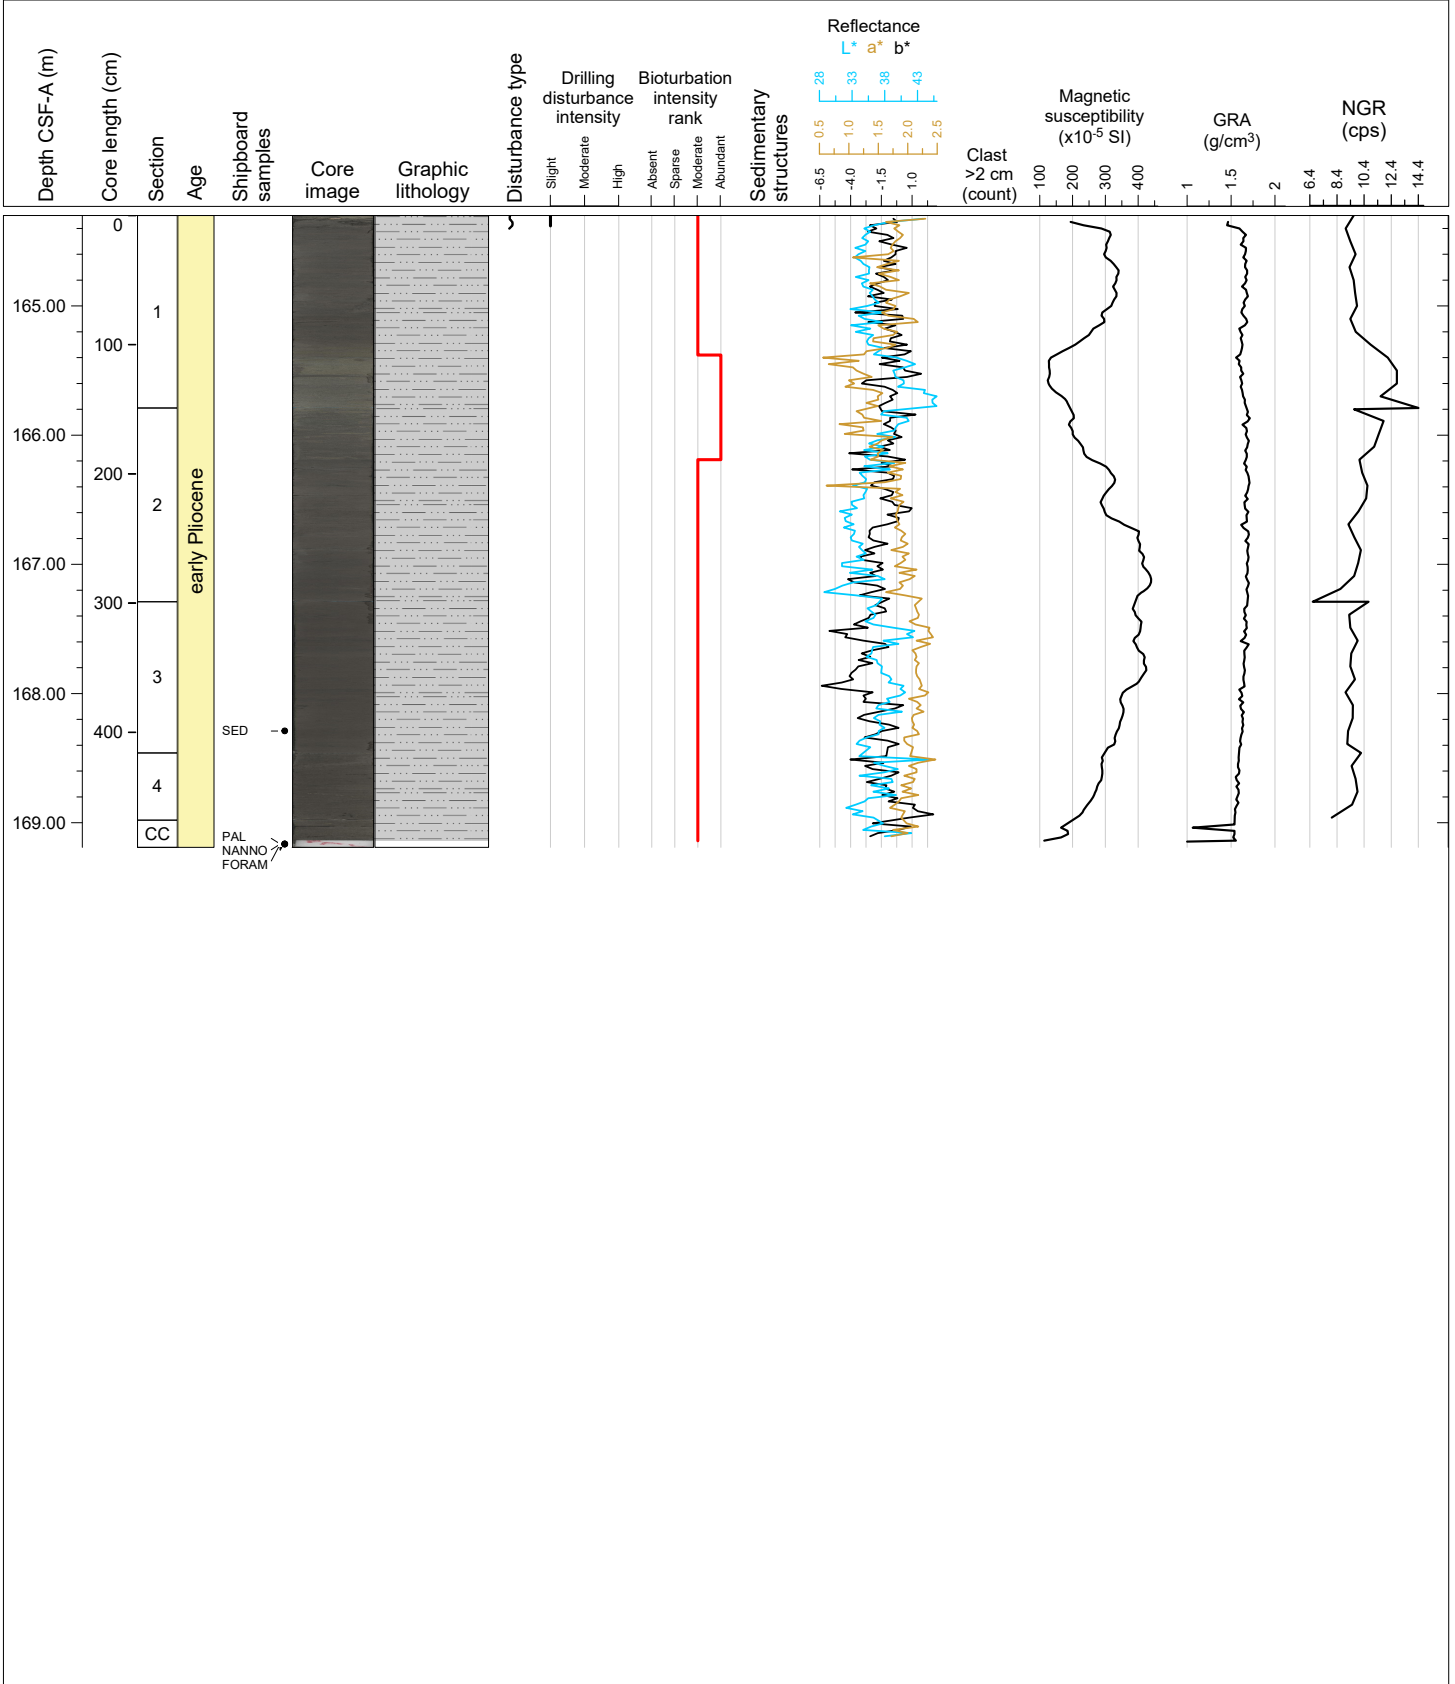 Depth CSF-A (m)
Core length (cm)
Section
Age
Shipboard
samples
Core
image
Graphic
lithology
Disturbance type
Drilling
disturbance
intensity
Slight
Moderate
High
Bioturbation
intensity
rank
Absent
Sparse
Moderate
Abundant
Sedimentary
structures
Reflectance
L* a* b*
28 33 38 43
0.5 1.0 1.5 2.0 2.5
-6.5 -4.0 -1.5 1.0
Clast
>2 cm
(count)
Magnetic
susceptibility
(x10-5 SI)
100 200 300 400
GRA
(g/cm3)
1 1.5 2
NGR
(cps)
6.4 8.4 10.4 12.4 14.4
0
165.00
1
100
166.00
200
2
early Pliocene
167.00
300
3
168.00
400
SED
4
169.00
CC
PAL
NANNO
FORAM